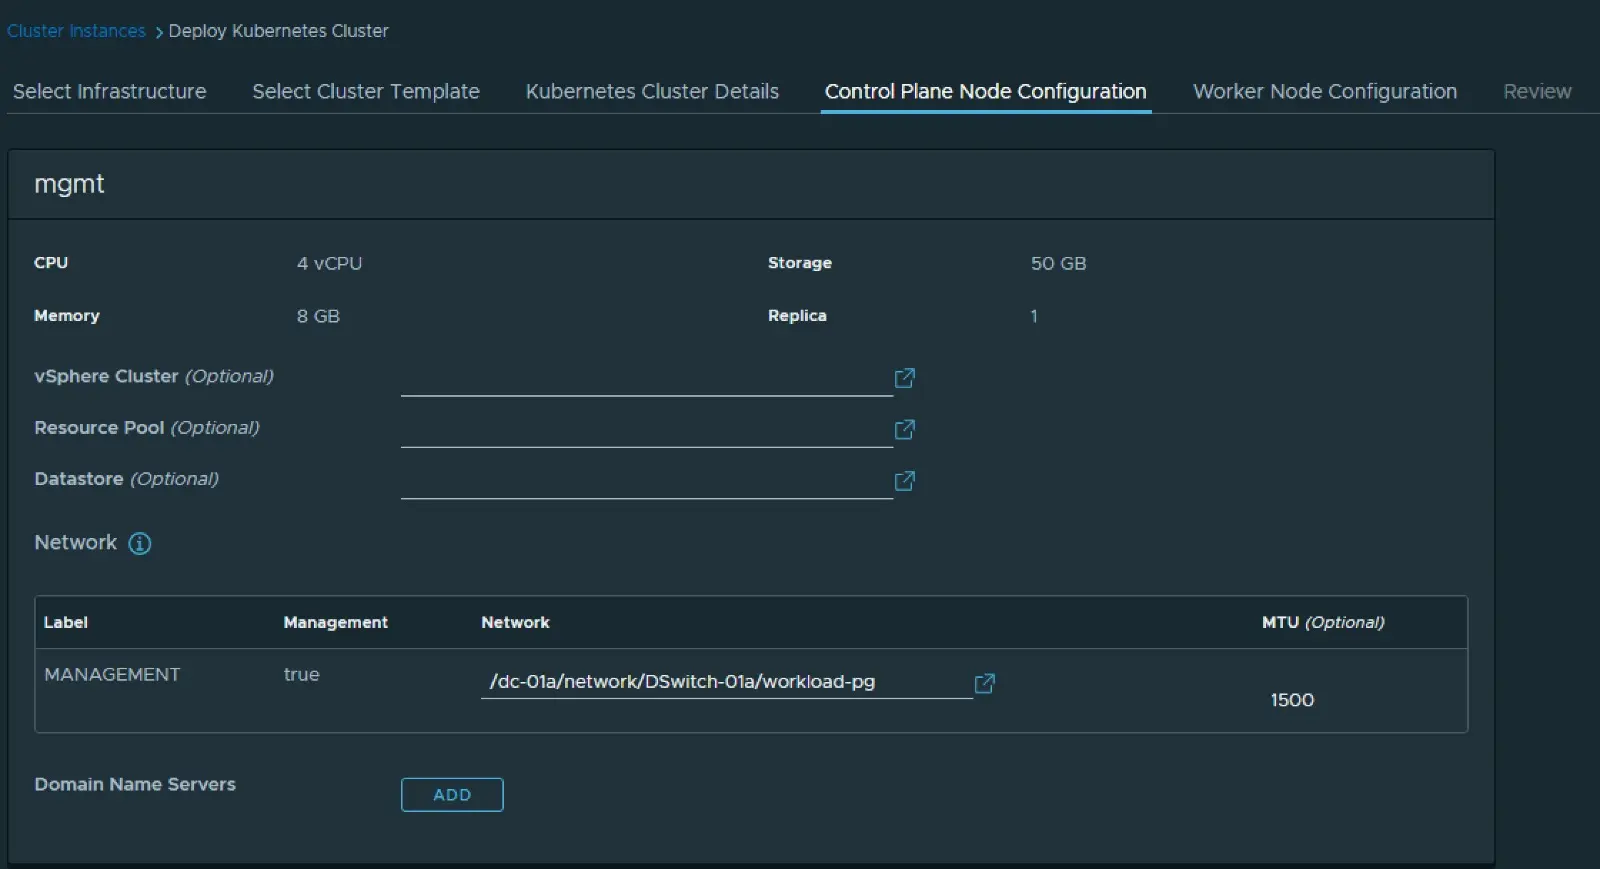 Cluster Instances > Deploy Kubernetes Cluster
Select Infrastructure Select Cluster Template Kubernetes Cluster Details Control Plane Node Configuration Worker Node Configuration Review
mgmt
CPU 4 vCPU Storage 50 GB
Memory 8 GB Replica 1
vSphere Cluster (Optional)
Resource Pool (Optional)
Datastore (Optional)
Network
Label Management Network MTU (Optional)
MANAGEMENT true /dc-01a/network/DSwitch-01a/workload-pg 1500
Domain Name Servers ADD